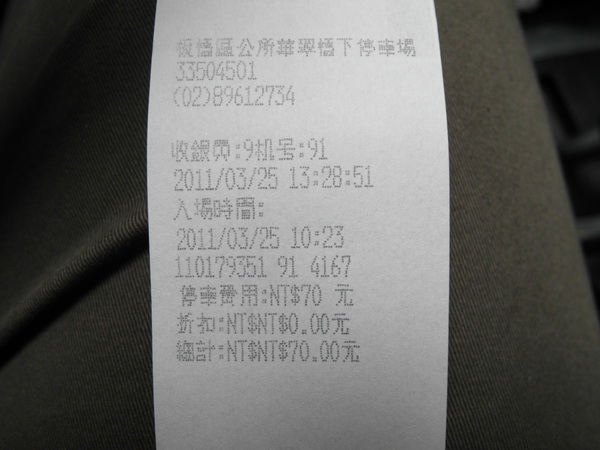 板橋區公所華翠橋下停車場
33504501
(02)89612734
收銀員:9机号:91
2011/03/25 13:28:51
入場時間:
2011/03/25 10:23
110179351 91 4167
停車費用:NT$70 元
折扣:NT$NT$0.00元
總計:NT$NT$70.00元